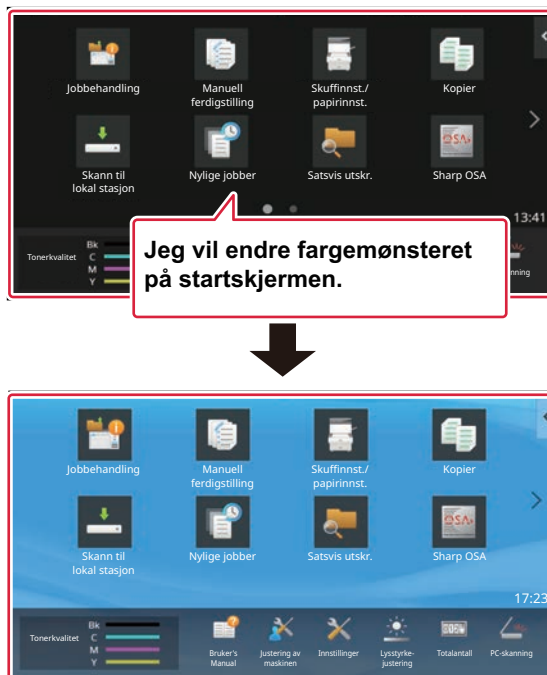 Jobbehandling
Manuell
ferdigstilling
Skuffinnst./
papirinnst.
Kopier
OSA
Skann til
lokal stasjon
Nylige jobber
Satsvis utskr.
Sharp OSA
13:41
Tonerkvalitet
Bk
C
M
Y
Jeg vil endre fargemønsteret
på startskjermen.
Jobbehandling
Manuell
ferdigstilling
Skuffinnst./
papirinnst.
Kopier
OSA
Skann til
lokal stasjon
Nylige jobber
Satsvis utskr.
Sharp OSA
17:23
Tonerkvalitet
Bk
C
M
Y
Bruker's
Manual
Justering av
maskinen
Innstillinger
Lysstyrke-
justering
Totalantall
PC-skanning